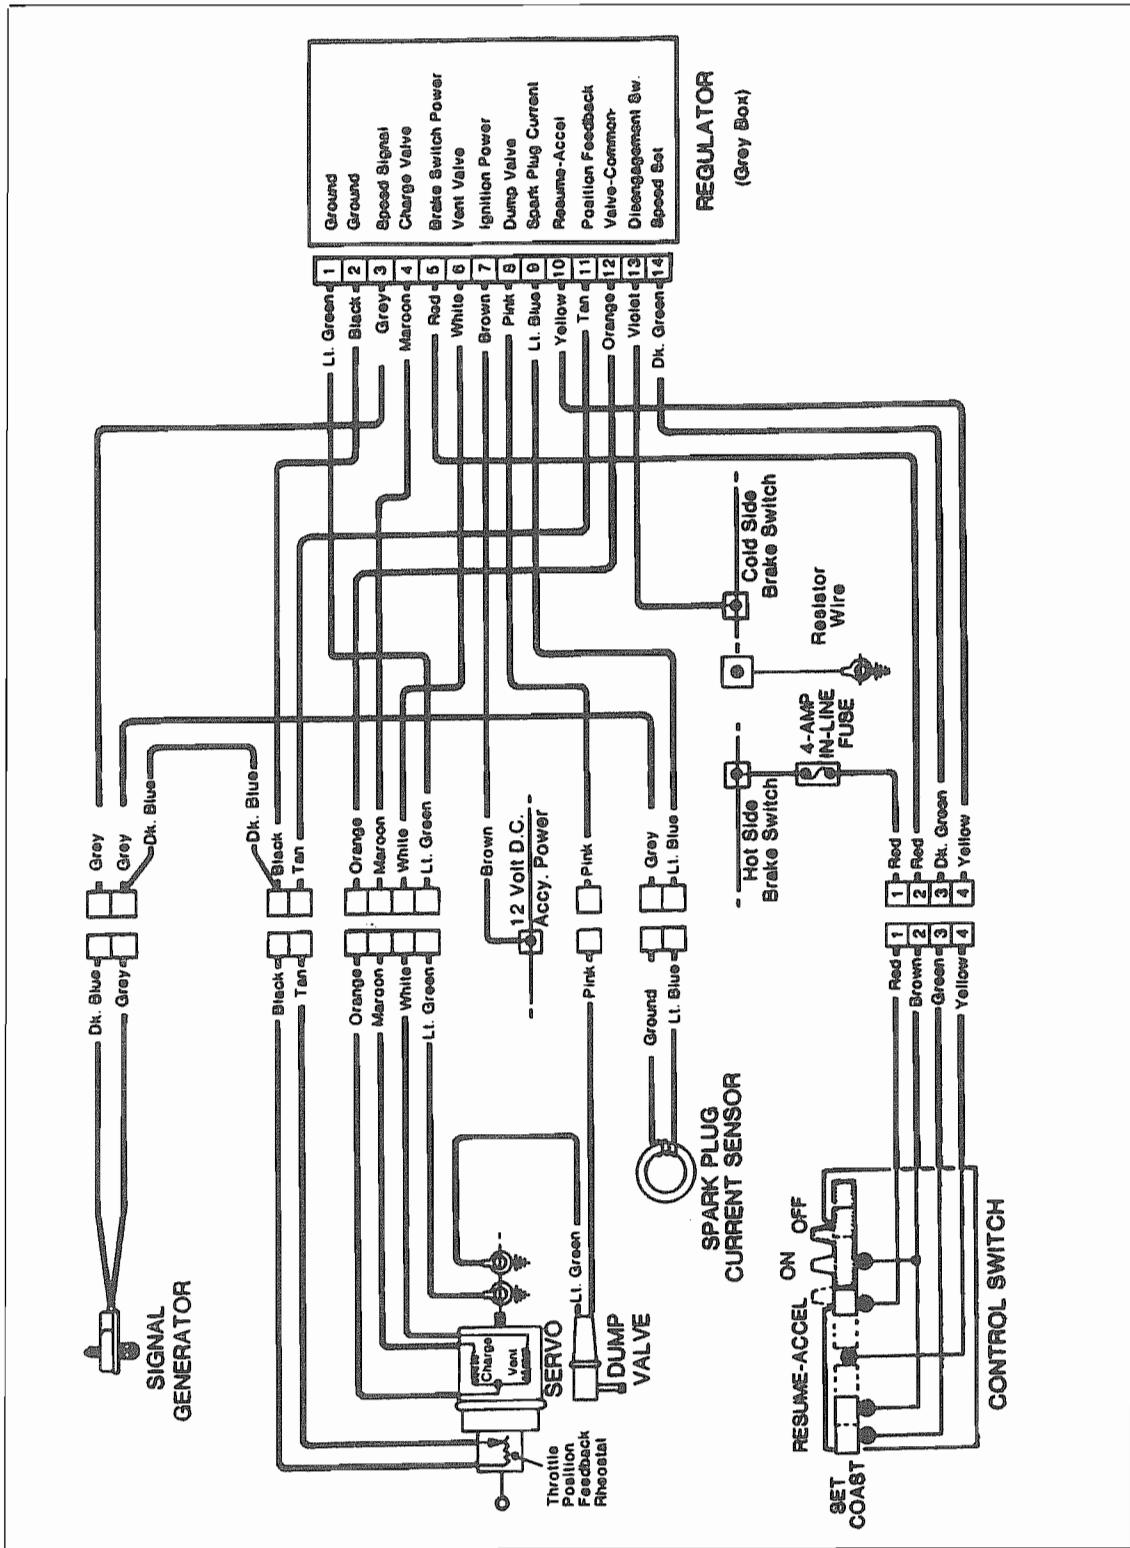 REGULATOR
(Grey Box)
Ground
Ground
Speed Signal
Charge Valve
Brake Switch Power
Vent Valve
Ignition Power
Dump Valve
Spark Plug Current
Resume-Accel
Position Feedback
Valve-Common-
Disengagement Sw.
Speed Set
1
2
3
4
5
6
7
8
9
10
11
12
13
14
Lt. Green
Black
Grey
Maroon
Red
White
Brown
Pink
Lt. Blue
Yellow
Tan
Orange
Violet
Dk. Green
Cold Side
Brake Switch
Resistor
Wire
4-AMP
IN-LINE
FUSE
Hot Side
Brake Switch
Grey
Grey
Dk. Blue
Dk. Blue
Black
Tan
Orange
Maroon
White
Lt. Green
Brown
12 Volt D.C.
Accy. Power
Pink
Grey
Lt. Blue
Red
Red
Dk. Green
Yellow
1
2
3
4
1
2
3
4
Dk. Blue
Grey
Black
Tan
Orange
Maroon
White
Lt. Green
Pink
Ground
Lt. Blue
Red
Brown
Green
Yellow
SIGNAL
GENERATOR
Charge
Vent
SERVO
Throttle
Position
Feedback
Rheostat
Lt. Green
DUMP
VALVE
SPARK PLUG
CURRENT SENSOR
SET
COAST
RESUME-ACCEL
ON
OFF
CONTROL SWITCH